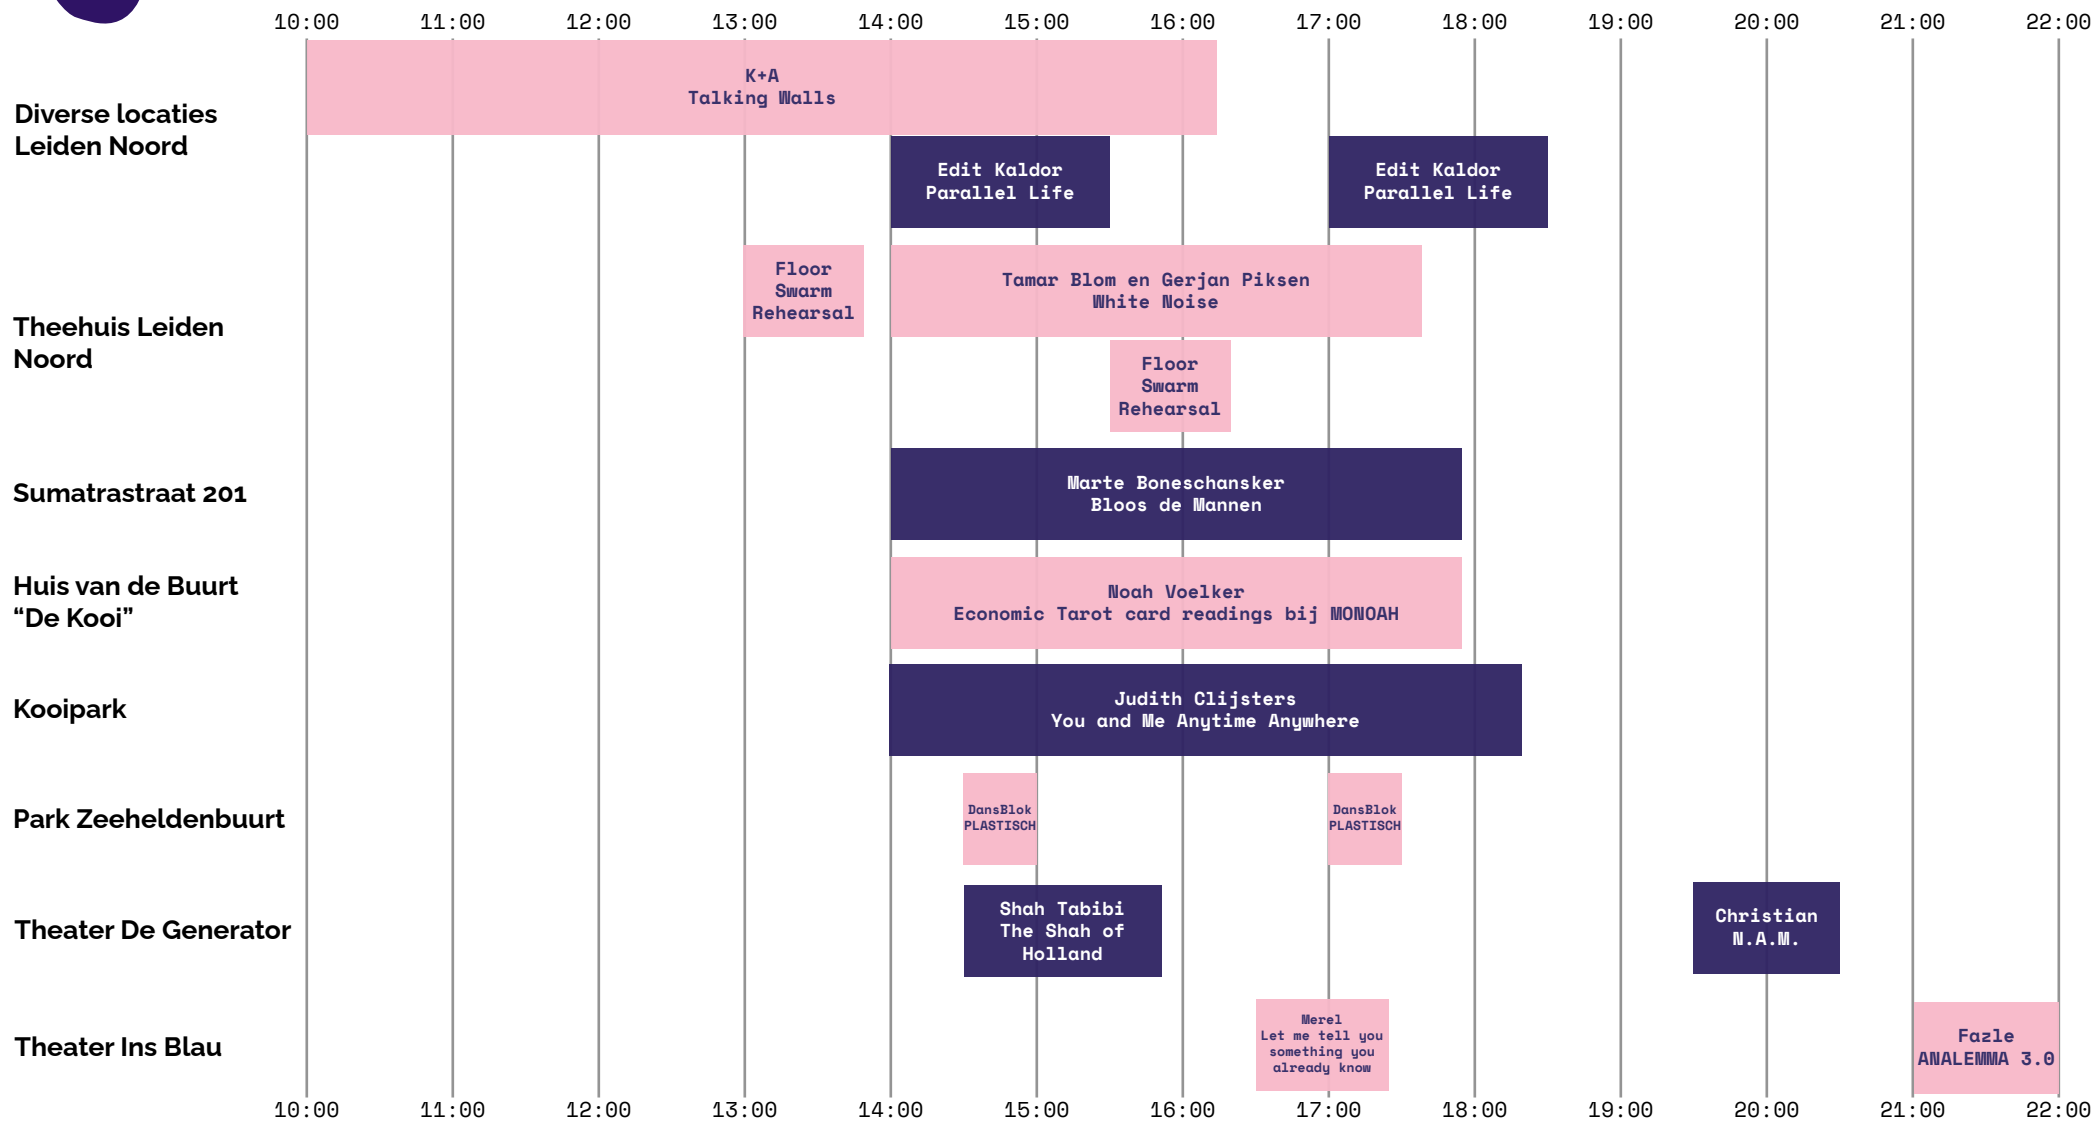 10:00 11:00 12:00 13:00 14:00 15:00 16:00 17:00 18:00 19:00 20:00 21:00 22:00
Diverse locaties
Leiden Noord
K+A
Talking Walls
Edit Kaldor
Parallel Life
Edit Kaldor
Parallel Life
Theehuis Leiden
Noord
Floor
Swarm
Rehearsal
Tamar Blom en Gerjan Piksen
White Noise
Floor
Swarm
Rehearsal
Sumatrastraat 201
Marte Boneschansker
Bloos de Mannen
Huis van de Buurt
“De Kooi”
Noah Voelker
Economic Tarot card readings bij MONOAH
Kooipark
Judith Clijsters
You and Me Anytime Anywhere
Park Zeeheldenbuurt
DansBlok
PLASTISCH
DansBlok
PLASTISCH
Theater De Generator
Shah Tabibi
The Shah of
Holland
Christian
N.A.M.
Theater Ins Blau
Merel
Let me tell you
something you
already know
Fazle
ANALEMMA 3.0
10:00 11:00 12:00 13:00 14:00 15:00 16:00 17:00 18:00 19:00 20:00 21:00 22:00